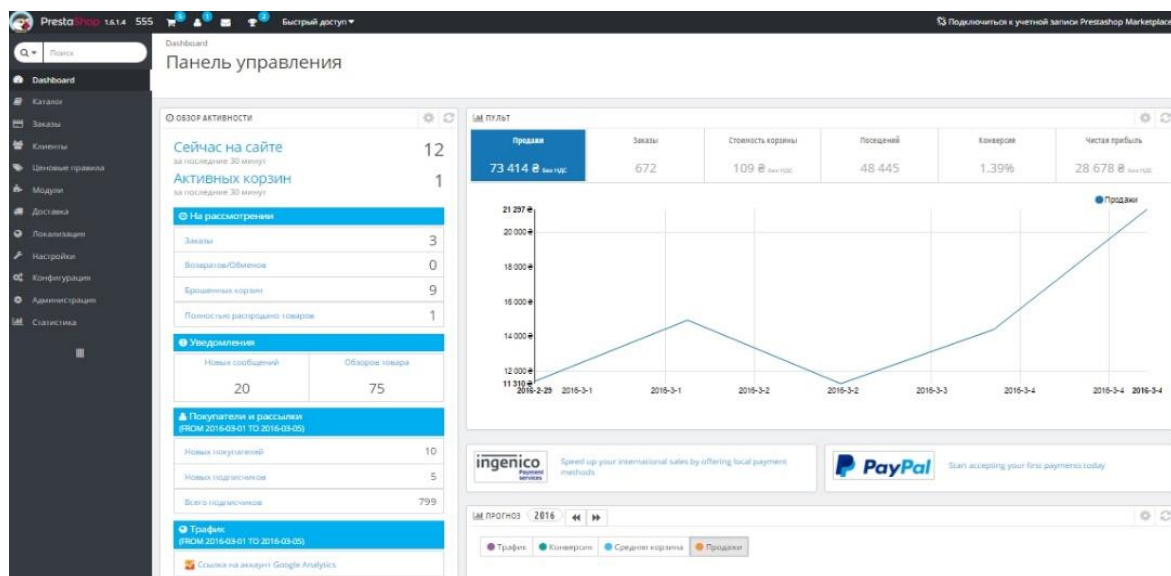 PrestaShop 1.6.1.4 555 Быстрый доступ
Подключиться к учетной записи Prestashop Marketplace
Поиск
Dashboard
Каталог
Заказы
Клиенты
Ценовые правила
Модули
Доставка
Локализация
Настройки
Конфигурация
Администрация
Статистика
Dashboard
Панель управления
ОБЗОР АКТИВНОСТИ
Сейчас на сайте 12
за последние 30 минут
Активных корзин 1
за последние 30 минут
На рассмотрении
Заказы 3
Возвратов/Обменов 0
Брошенных корзин 9
Полностью распродано товаров 1
Уведомления
Новых сообщений Обзоров товара
20 75
Покупатели и рассылки
(FROM 2016-03-01 TO 2016-03-05)
Новых покупателей 10
Новых подписчиков 5
Всего подписчиков 799
Трафик
(FROM 2016-03-01 TO 2016-03-05)
Ссылка на аккаунт Google Analytics
ПУЛЬТ
Продажи Заказы Стоимость корзины Посещений Конверсия Чистая прибыль
73 414 ₴ Без НДС 672 109 ₴ Без НДС 48 445 1.39% 28 678 ₴ Без НДС
Продажи
21 297 ₴
20 000 ₴
18 000 ₴
16 000 ₴
14 000 ₴
12 000 ₴
11 310 ₴
2016-2-29 2016-3-1 2016-3-1 2016-3-2 2016-3-2 2016-3-3 2016-3-4 2016-3-4 2016-3-4
ingenico
Payment
services
Speed up your international sales by offering local payment
methods
PayPal
Start accepting your first payments today
ПРОГНОЗ 2016
Трафик Конверсия Средняя корзина Продажи